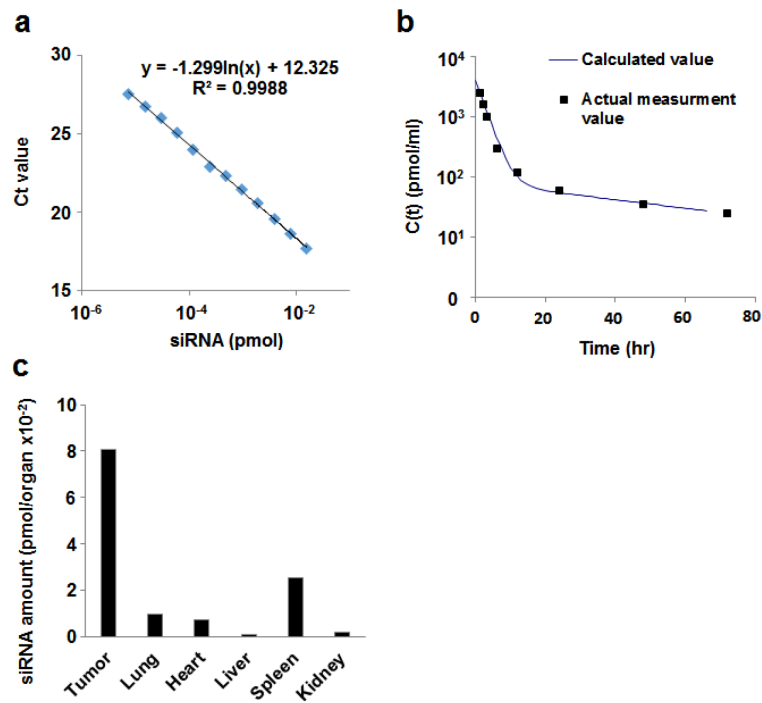 a
y = -1.299ln(x) + 12.325
R² = 0.9988
30
25
20
15
Ct value
10⁻⁶
10⁻⁴
10⁻²
siRNA (pmol)
b
Calculated value
Actual measurment
value
10⁴
10³
10²
10¹
0
C(t) (pmol/ml)
0
20
40
60
80
Time (hr)
c
10
8
6
4
2
0
siRNA amount (pmol/organ x10⁻²)
Tumor
Lung
Heart
Liver
Spleen
Kidney